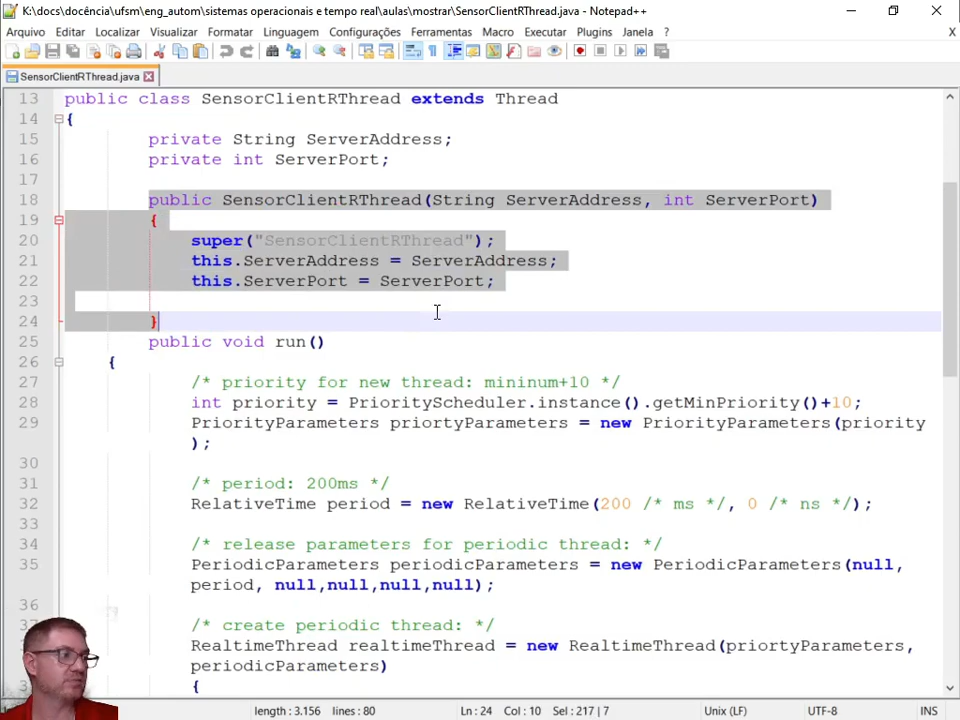 K:\docs\docência\ufsm\eng_autom\sistemas operacionais e tempo real\aulas\mostrar\SensorClientRThread.java - Notepad++
Arquivo Editar Localizar Visualizar Formatar Linguagem Configurações Ferramentas Macro Executar Plugins Janela ? X
SensorClientRThread.java
13 public class SensorClientRThread extends Thread
14 {
15 private String ServerAddress;
16 private int ServerPort;
17
18 public SensorClientRThread(String ServerAddress, int ServerPort)
19 {
20 super("SensorClientRThread");
21 this.ServerAddress = ServerAddress;
22 this.ServerPort = ServerPort;
23
24 }
25 public void run()
26 {
27 /* priority for new thread: mininum+10 */
28 int priority = PriorityScheduler.instance().getMinPriority()+10;
29 PriorityParameters priortyParameters = new PriorityParameters(priority
);
30
31 /* period: 200ms */
32 RelativeTime period = new RelativeTime(200 /* ms */, 0 /* ns */);
33
34 /* release parameters for periodic thread: */
35 PeriodicParameters periodicParameters = new PeriodicParameters(null,
period, null,null,null,null);
36
/* create periodic thread: */
RealtimeThread realtimeThread = new RealtimeThread(priortyParameters,
periodicParameters)
{
length : 3.156 lines : 80 Ln : 24 Col : 10 Sel : 217 | 7 Unix (LF) UTF-8 INS